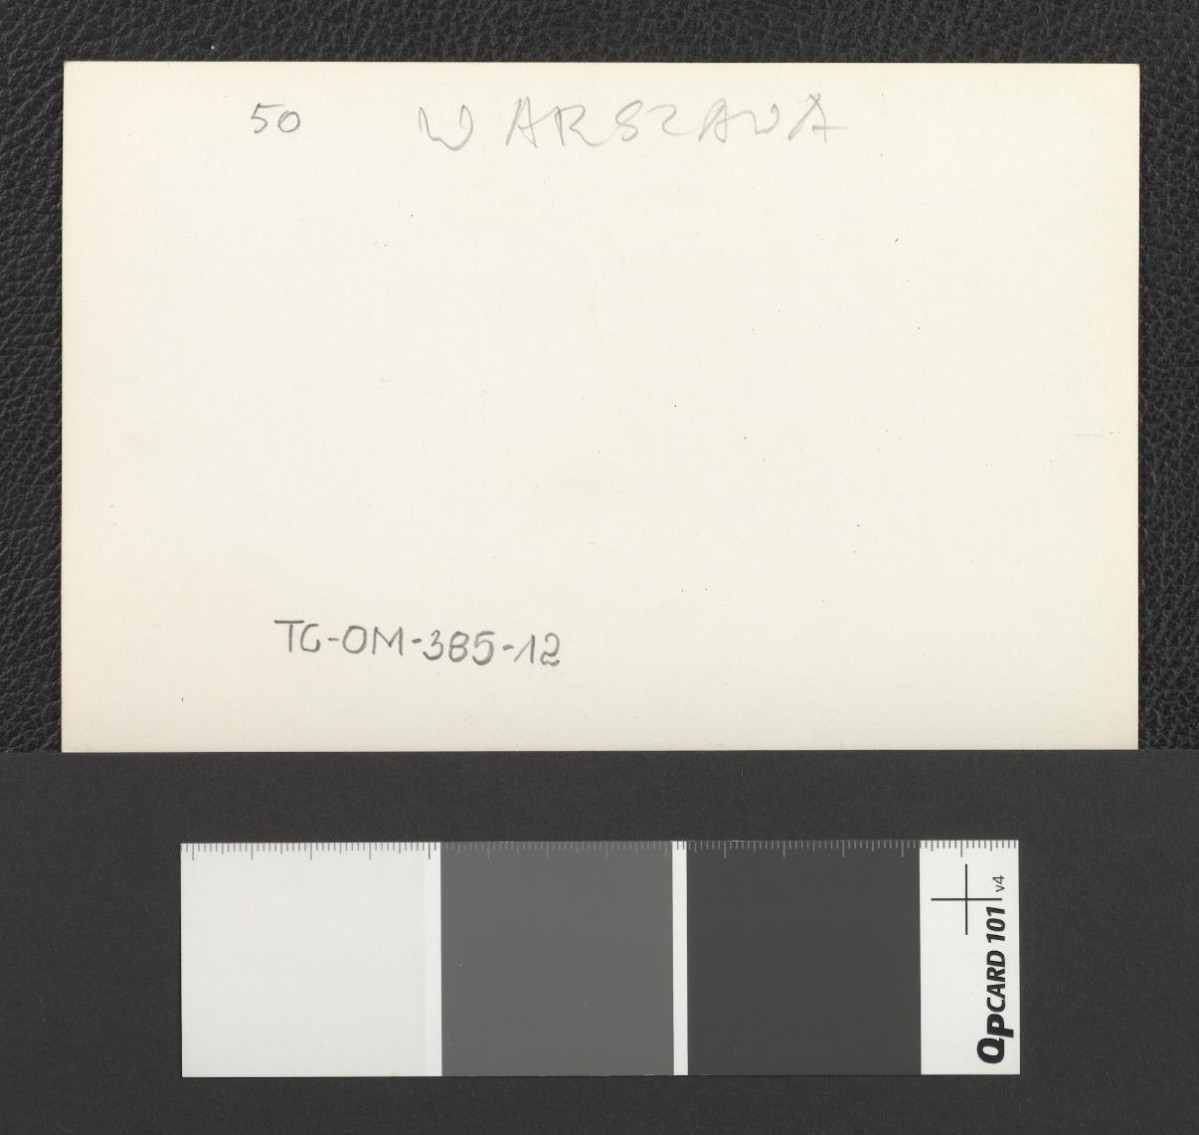 50 WARSZAWA
TG-OM-385-12
QPCARD 101 v4